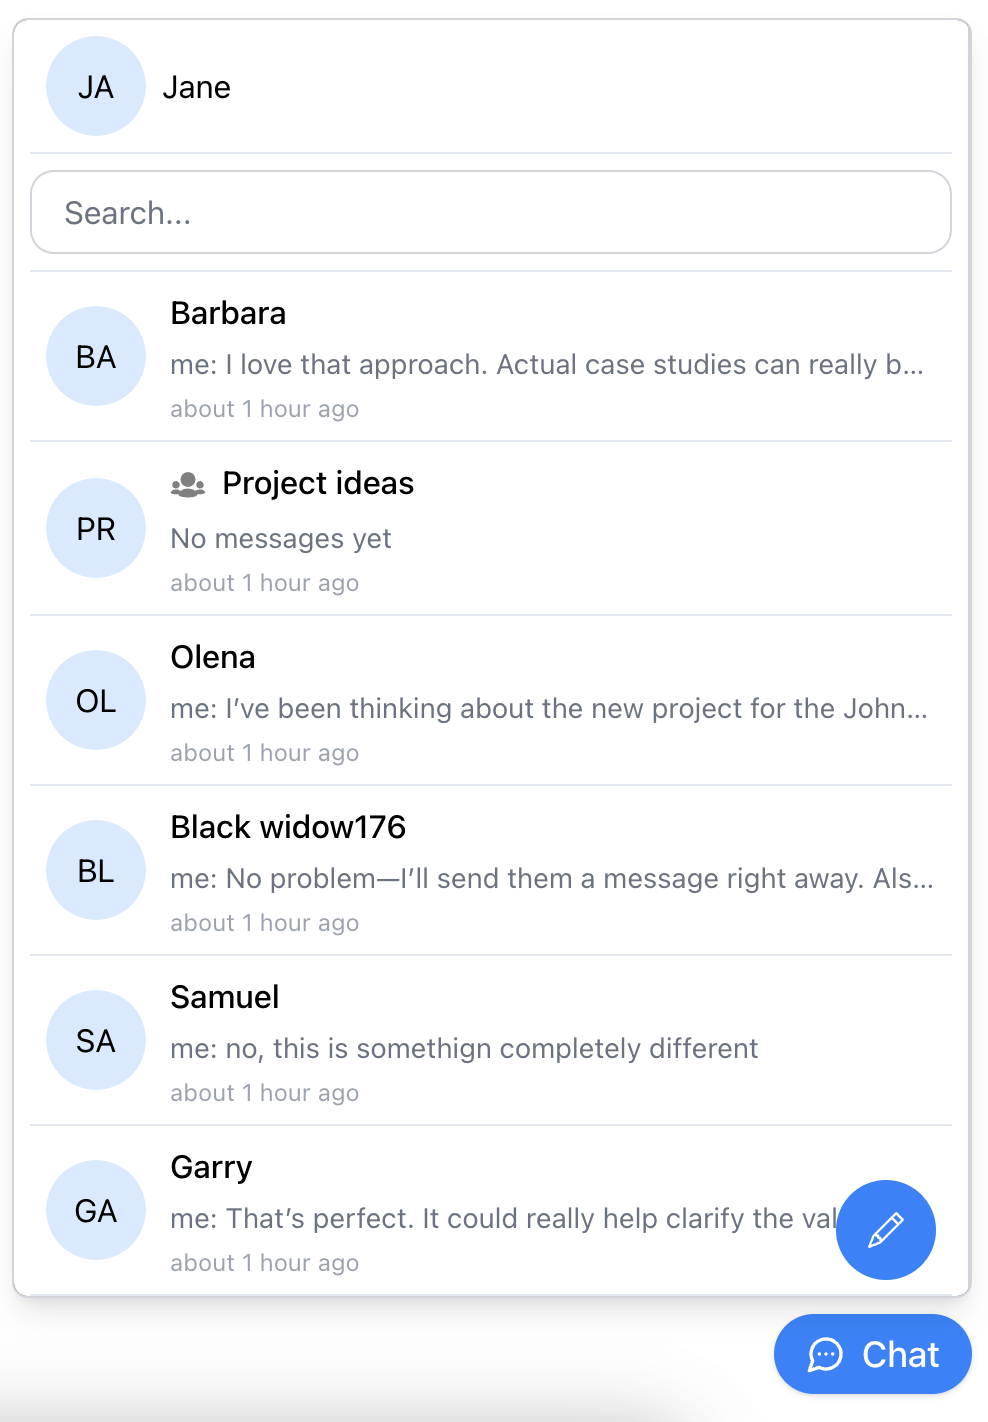 JA Jane
Search...
BA
Barbara
me: I love that approach. Actual case studies can really b...
about 1 hour ago
PR
Project ideas
No messages yet
about 1 hour ago
OL
Olena
me: I’ve been thinking about the new project for the John...
about 1 hour ago
BL
Black widow176
me: No problem—I’ll send them a message right away. Als...
about 1 hour ago
SA
Samuel
me: no, this is somethign completely different
about 1 hour ago
GA
Garry
me: That’s perfect. It could really help clarify the val
about 1 hour ago
Chat